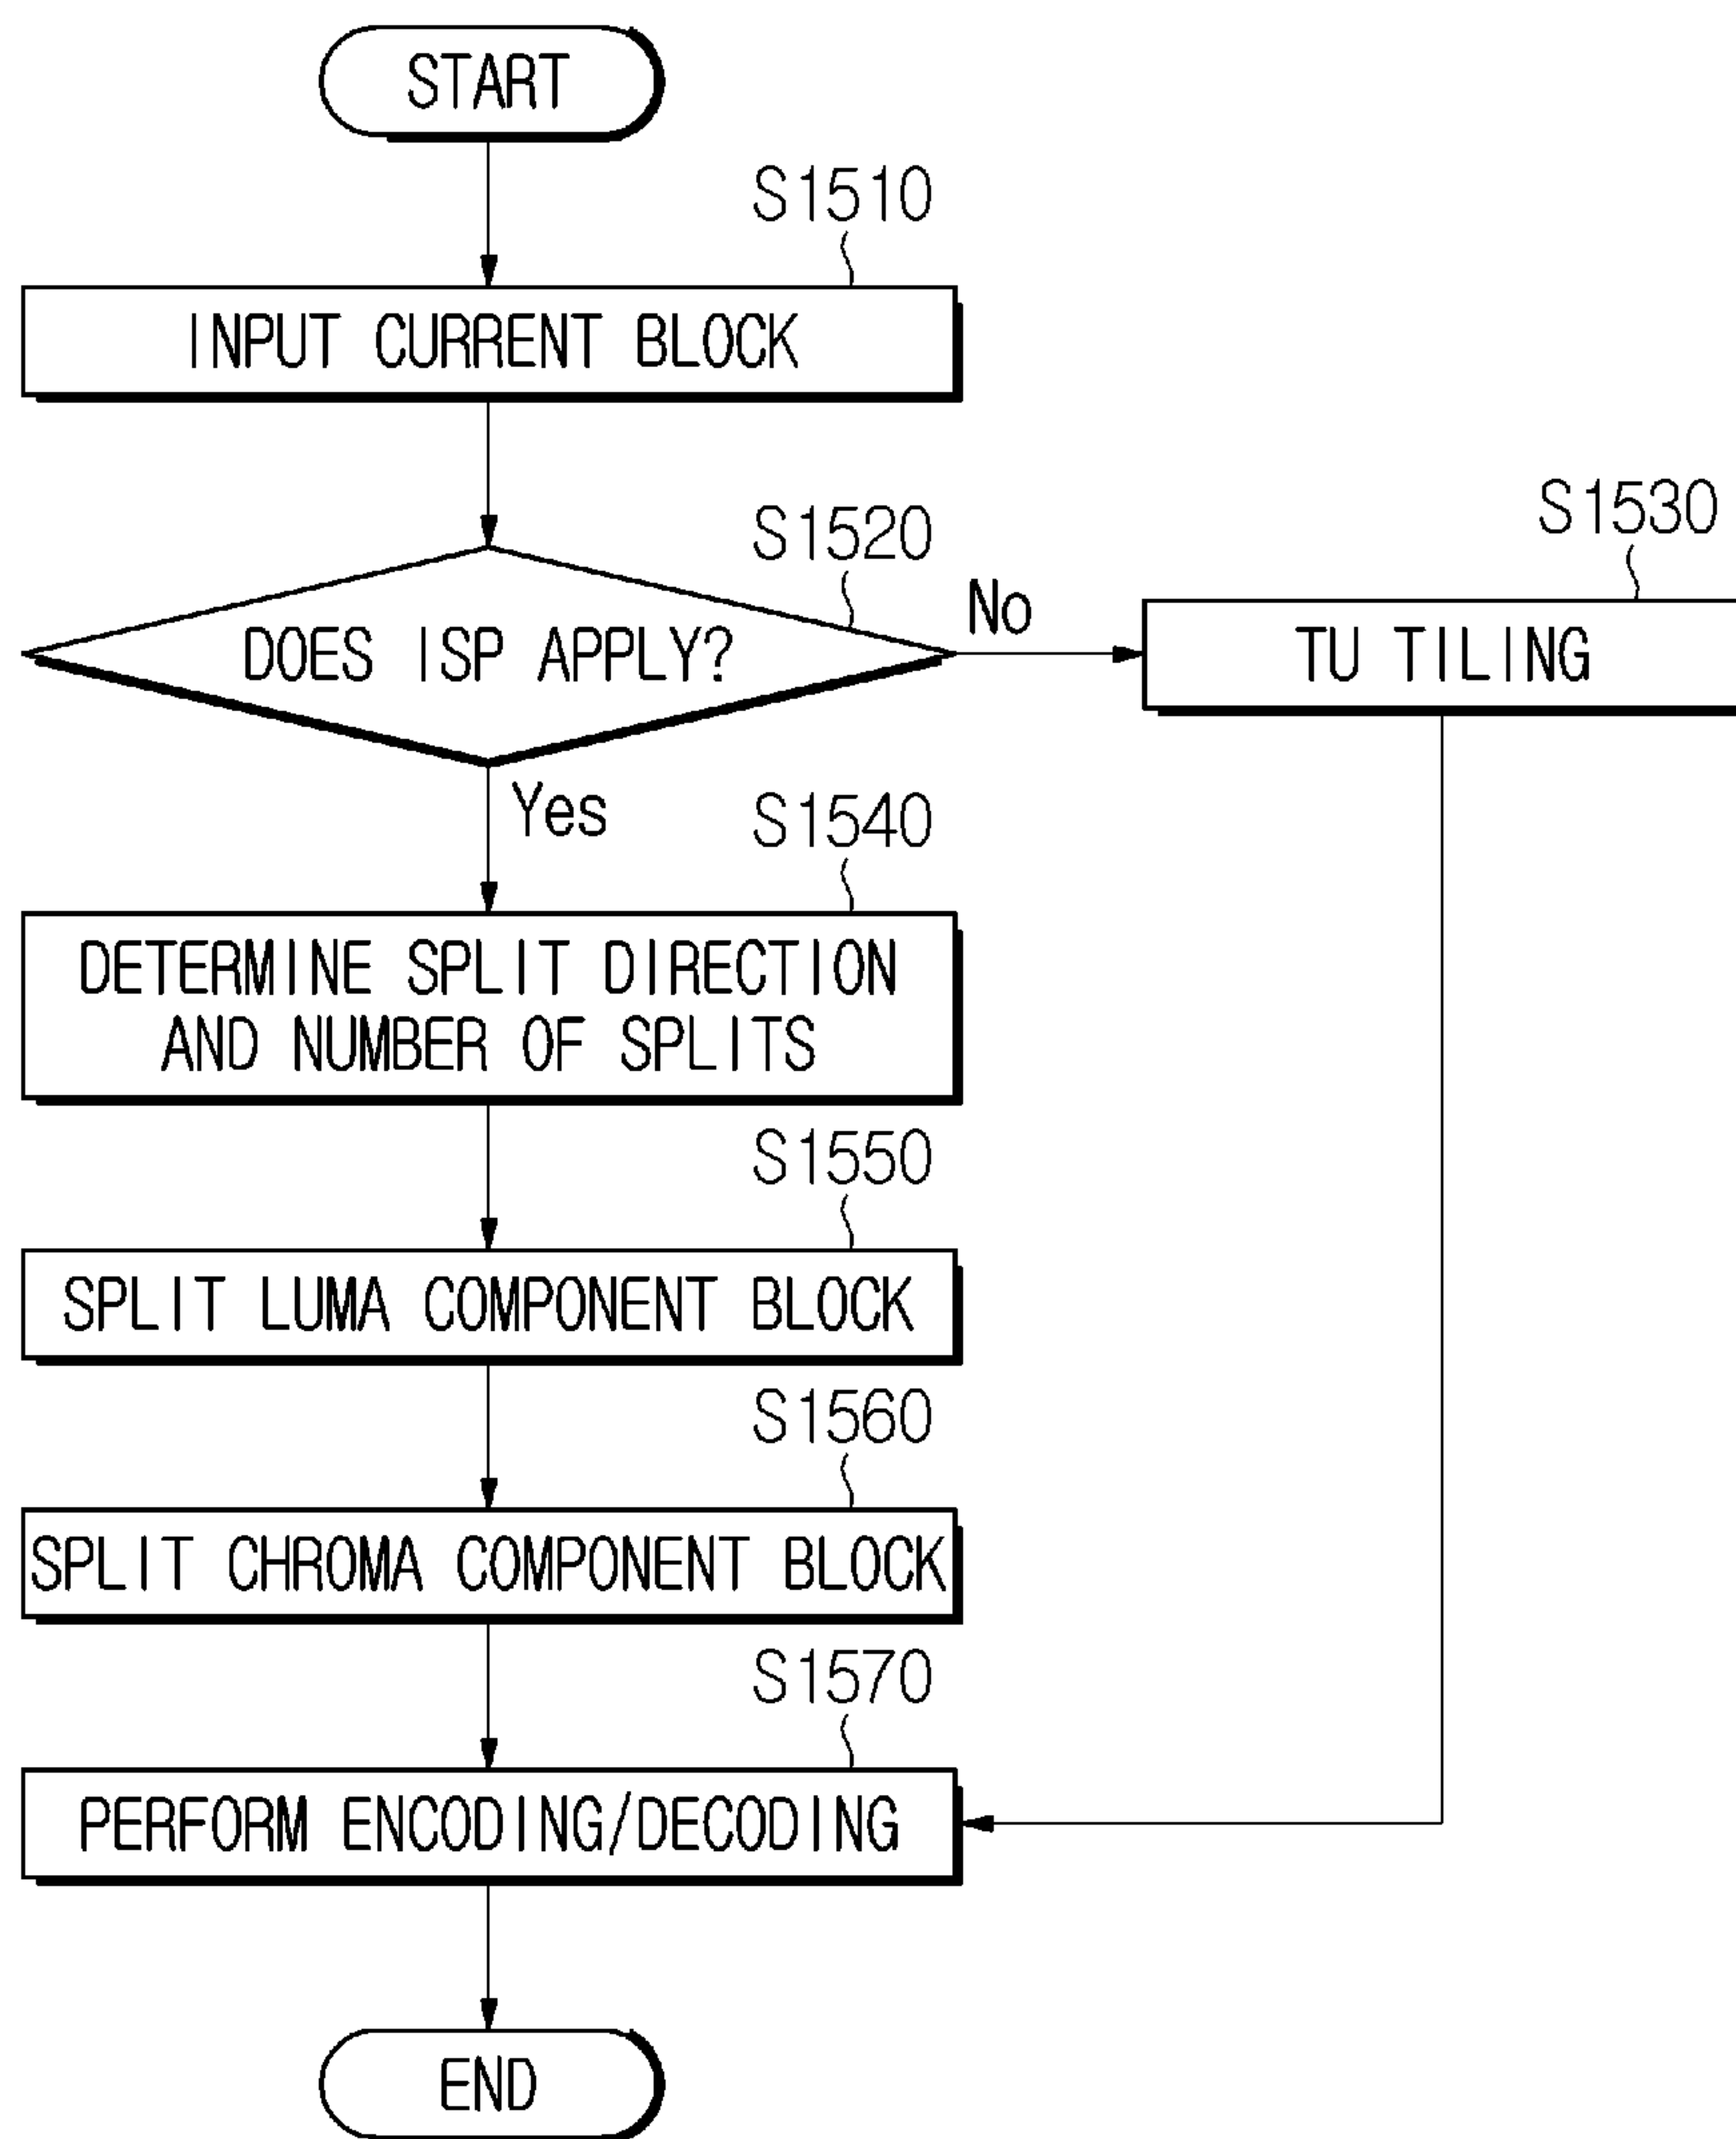 START
S1510
INPUT CURRENT BLOCK
S1520
DOES ISP APPLY?
No
S1530
TU TILING
Yes
S1540
DETERMINE SPLIT DIRECTION
AND NUMBER OF SPLITS
S1550
SPLIT LUMA COMPONENT BLOCK
S1560
SPLIT CHROMA COMPONENT BLOCK
S1570
PERFORM ENCODING/DECODING
END